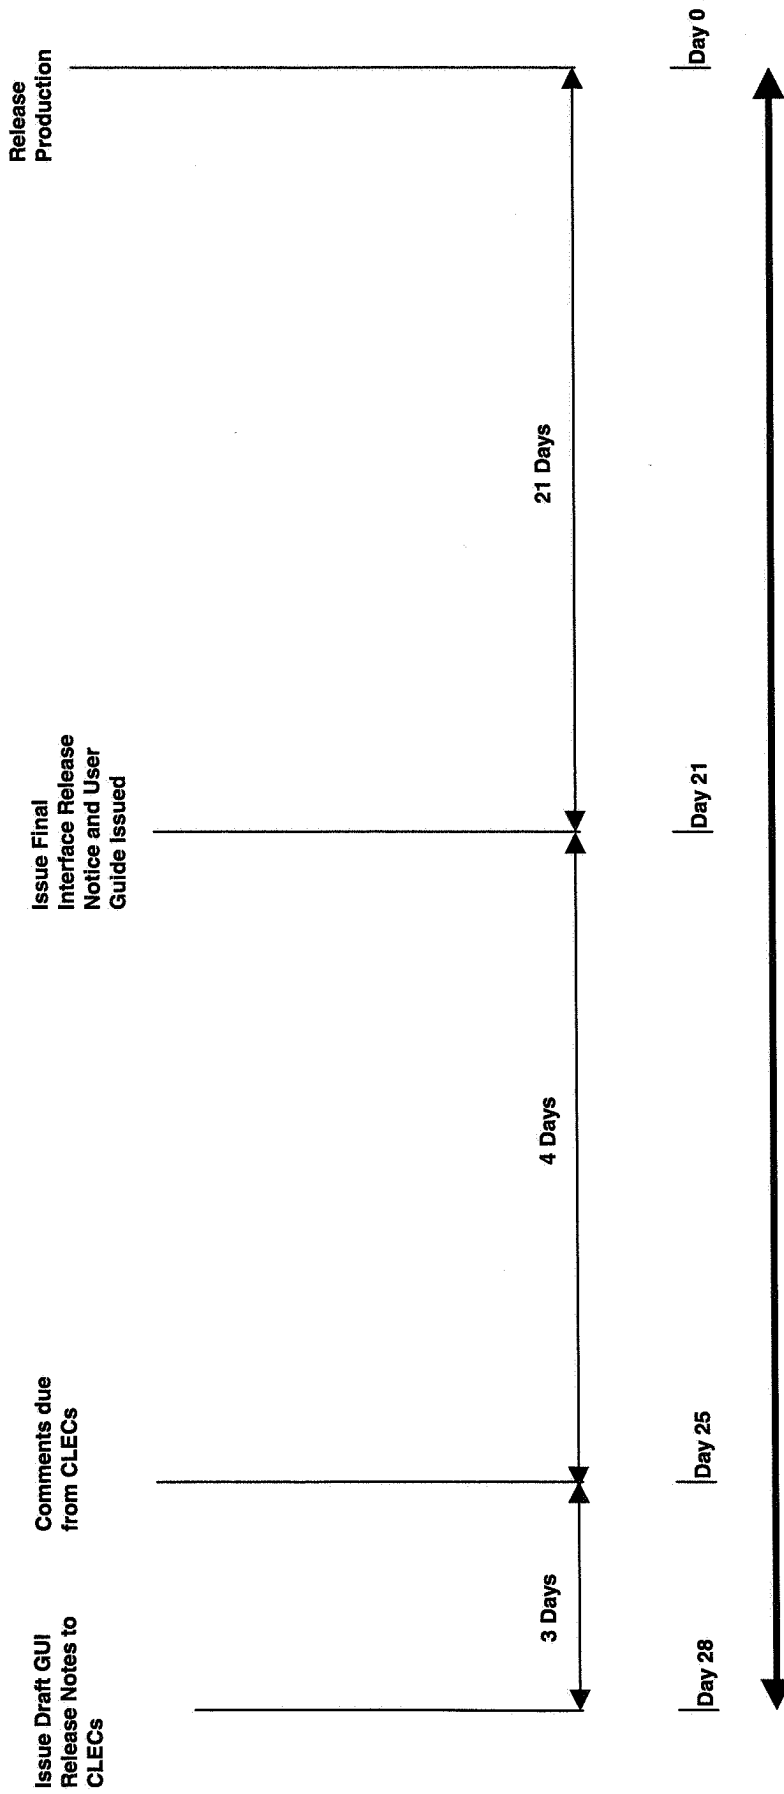 Issue Draft GUI
Release Notes to
CLECs
Comments due
from CLECs
Issue Final
Interface Release
Notice and User
Guide Issued
Release
Production
3 Days
4 Days
21 Days
Day 28
Day 25
Day 21
Day 0